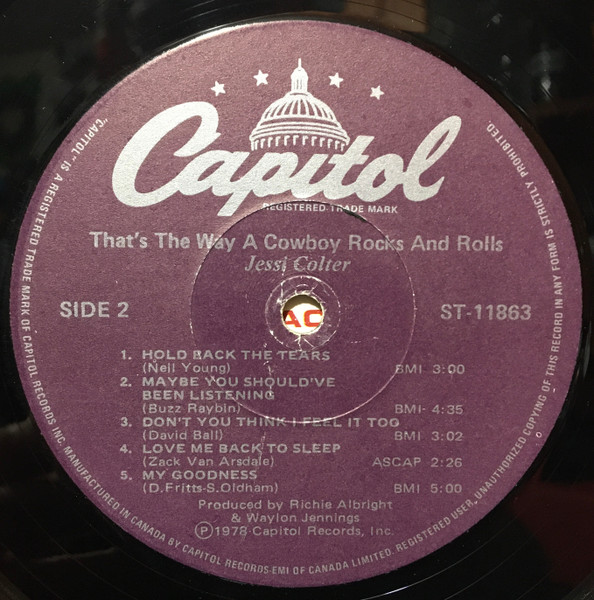 Capitol
REGISTERED TRADE MARK
That's The Way A Cowboy Rocks And Rolls
Jessi Colter
SIDE 2
ST-11863
AC
1. HOLD BACK THE TEARS
(Neil Young) BMI 3:00
2. MAYBE YOU SHOULD'VE
BEEN LISTENING
(Buzz Raybin) BMI- 4:35
3. DON'T YOU THINK I FEEL IT TOO
(David Ball) BMI 3:02
4. LOVE ME BACK TO SLEEP
(Zack Van Arsdale) ASCAP 2:26
5. MY GOODNESS
(D.Fritts-S.Oldham) BMI 5:00
Produced by Richie Albright
& Waylon Jennings
Ⓟ1978 Capitol Records, Inc.
"CAPITOL" IS A REGISTERED TRADE MARK OF CAPITOL RECORDS INC. MANUFACTURED IN CANADA BY CAPITOL RECORDS-EMI OF CANADA LIMITED. REGISTERED USER, UNAUTHORIZED COPYING OF THIS RECORD IN ANY FORM IS STRICTLY PROHIBITED.